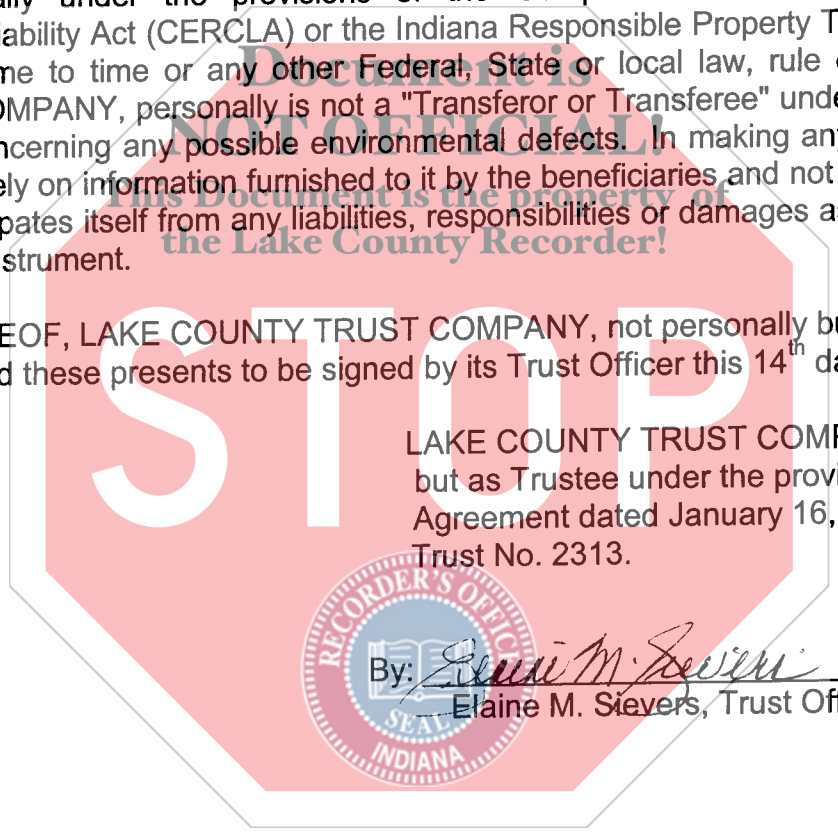 ally under the provisions of the
iability Act (CERCLA) or the Indiana Responsible Property T
me to time or any other Federal, State or local law, rule
OMPANY, personally is not a "Transferor or Transferee" unde
ncerning any possible environmental defects. In making any
ely on information furnished to it by the beneficiaries and not
pates itself from any liabilities, responsibilities or damages a
strument.
Document is
NOT OFFICIAL!
This Document is the property of
the Lake County Recorder!
STOP
EOF, LAKE COUNTY TRUST COMPANY, not personally bu
d these presents to be signed by its Trust Officer this 14th da
LAKE COUNTY TRUST COMP
but as Trustee under the provi
Agreement dated January 16,
Trust No. 2313.
RECORDER'S OFFICE
SEAL
INDIANA
By: Elaine M. Sievers
Elaine M. Sievers, Trust Off